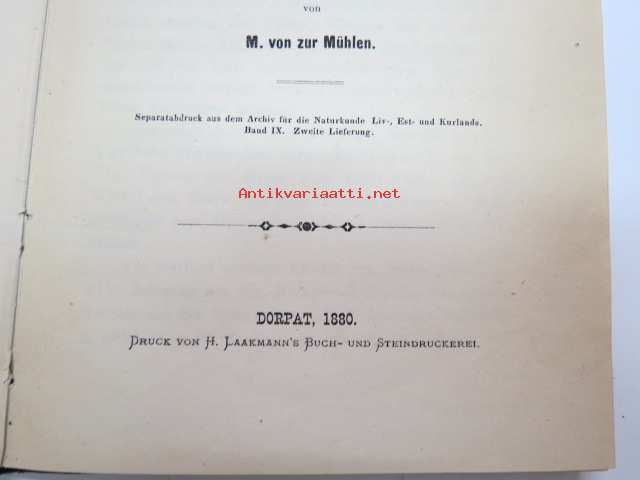 von
M. von zur Mühlen.
Separatabdruck aus dem Archiv für die Naturkunde Liv-, Est- und Kurlands.
Band IX. Zweite Lieferung.
Antikvariaatti.net
DORPAT, 1880.
DRUCK VON H. LAAKMANN'S BUCH- UND STEINDRUCKEREI.